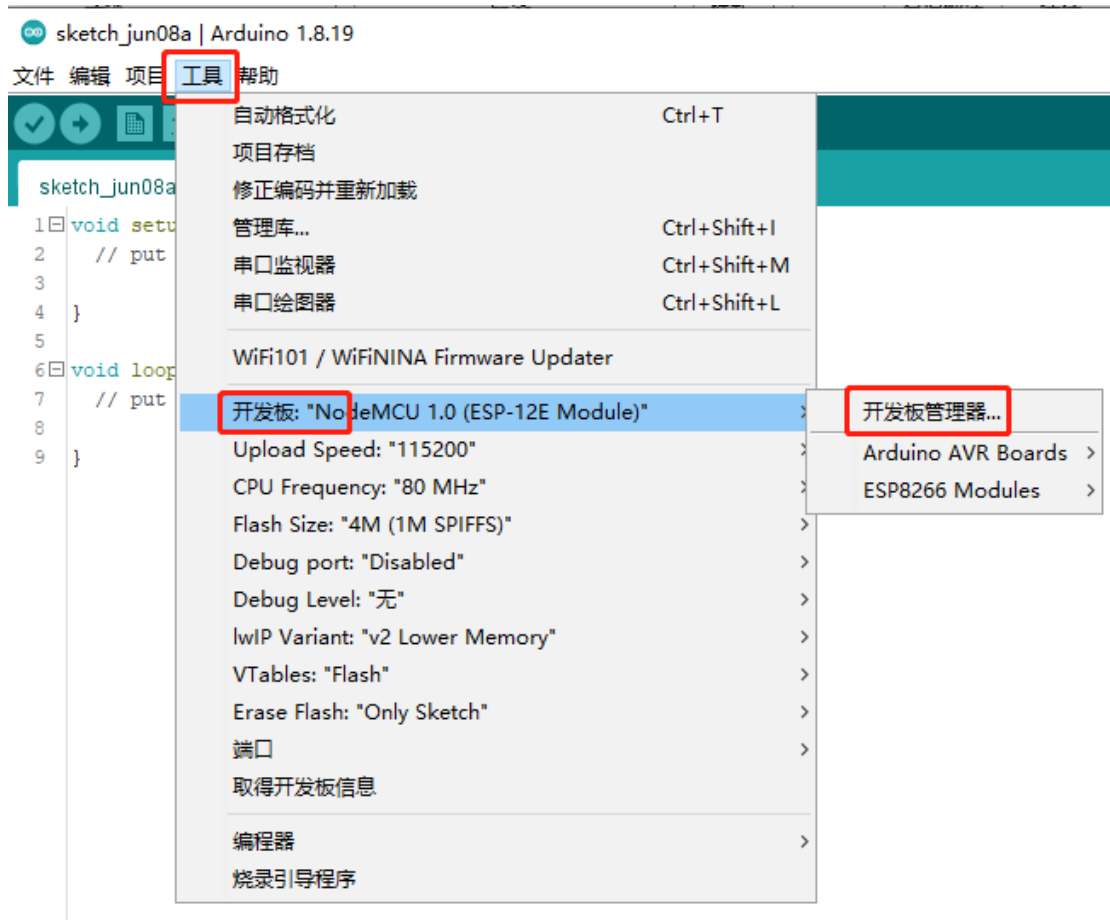 sketch_jun08a | Arduino 1.8.19
文件 编辑 项目 工具 帮助
sketch_jun08a
自动格式化 Ctrl+T
项目存档
修正编码并重新加载
管理库... Ctrl+Shift+I
串口监视器 Ctrl+Shift+M
串口绘图器 Ctrl+Shift+L
WiFi101 / WiFiNINA Firmware Updater
开发板: "NodeMCU 1.0 (ESP-12E Module)"
Upload Speed: "115200"
CPU Frequency: "80 MHz"
Flash Size: "4M (1M SPIFFS)"
Debug port: "Disabled"
Debug Level: "无"
lwIP Variant: "v2 Lower Memory"
VTables: "Flash"
Erase Flash: "Only Sketch"
端口
取得开发板信息
编程器
烧录引导程序
开发板管理器...
Arduino AVR Boards
ESP8266 Modules
1 void setu
2 // put
3
4 }
5
6 void loop
7 // put
8
9 }